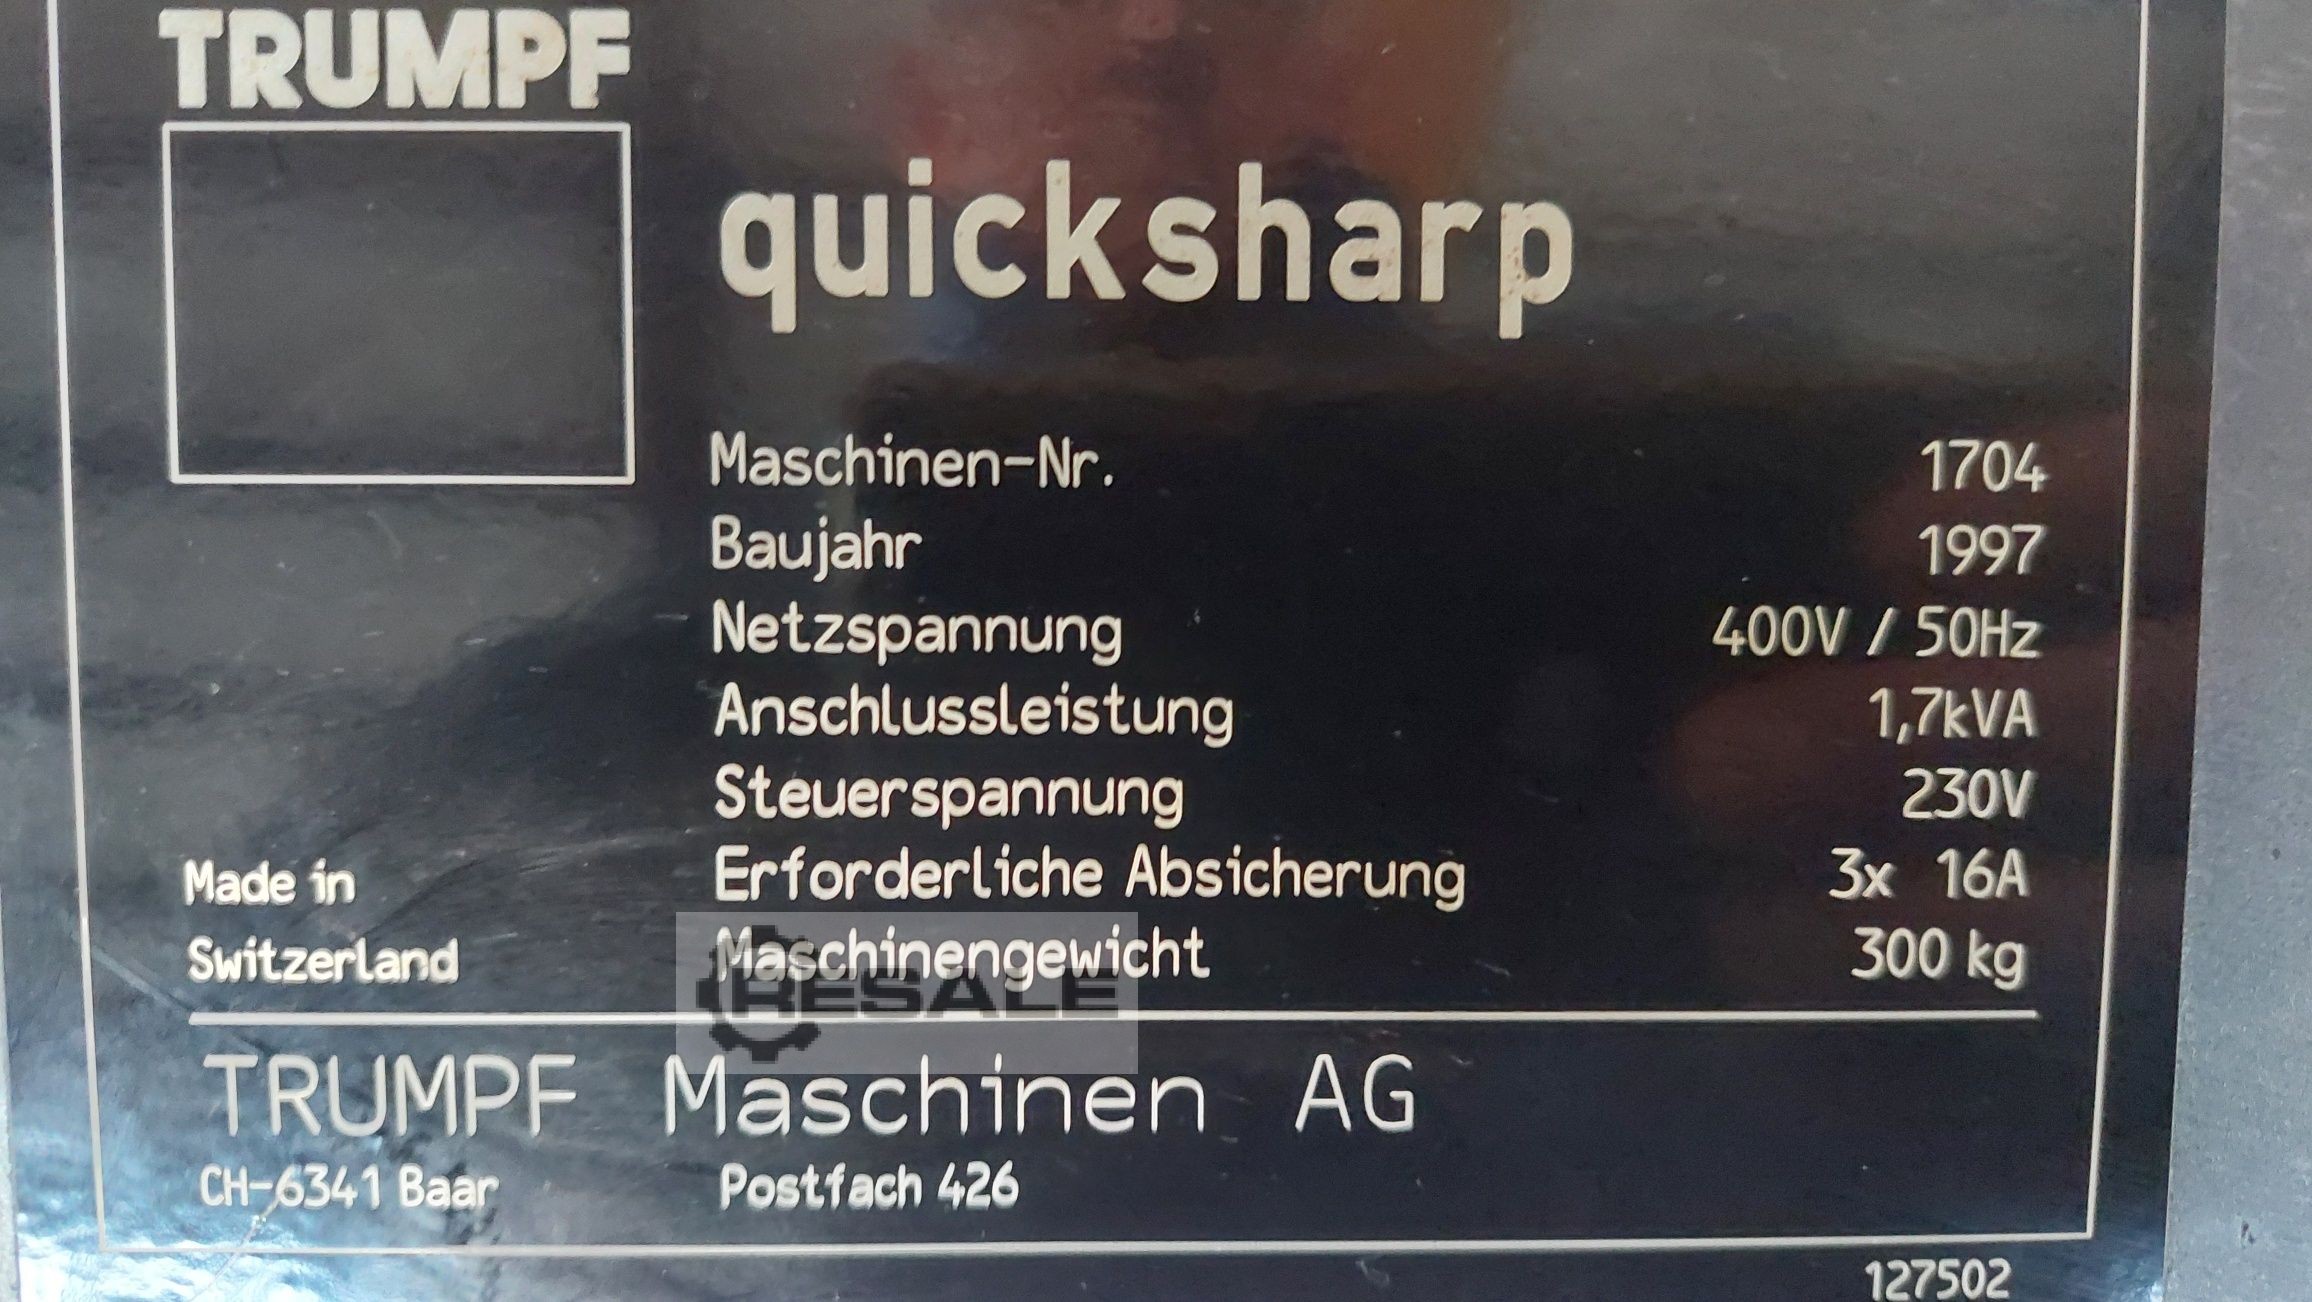 TRUMPF
quicksharp
Maschinen-Nr. 1704
Baujahr 1997
Netzspannung 400V / 50Hz
Anschlussleistung 1,7kVA
Steuerspannung 230V
Erforderliche Absicherung 3x 16A
Maschinengewicht 300 kg
Made in
Switzerland
RESALE
TRUMPF Maschinen AG
CH-6341 Baar Postfach 426
127502